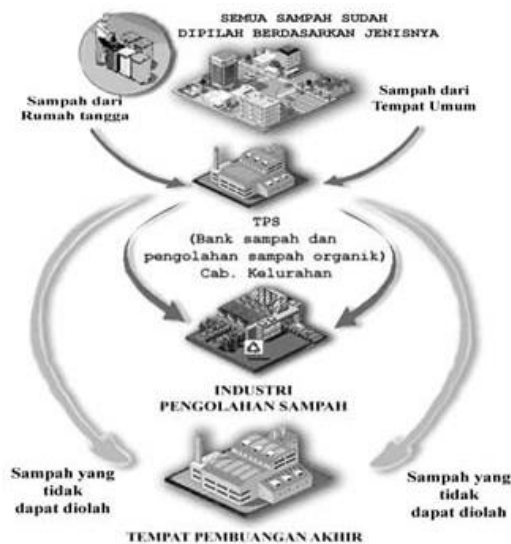 SEMUA SAMPAH SUDAH
DIPILAH BERDASARKAN JENISNYA
Sampah dari
Rumah tangga
Sampah dari
Tempat Umum
TPS
(Bank sampah dan
pengolahan sampah organik)
Cab. Kelurahan
INDUSTRI
PENGOLAHAN SAMPAH
Sampah yang
tidak
dapat diolah
Sampah yang
tidak
dapat diolah
TEMPAT PEMBUANGAN AKHIR